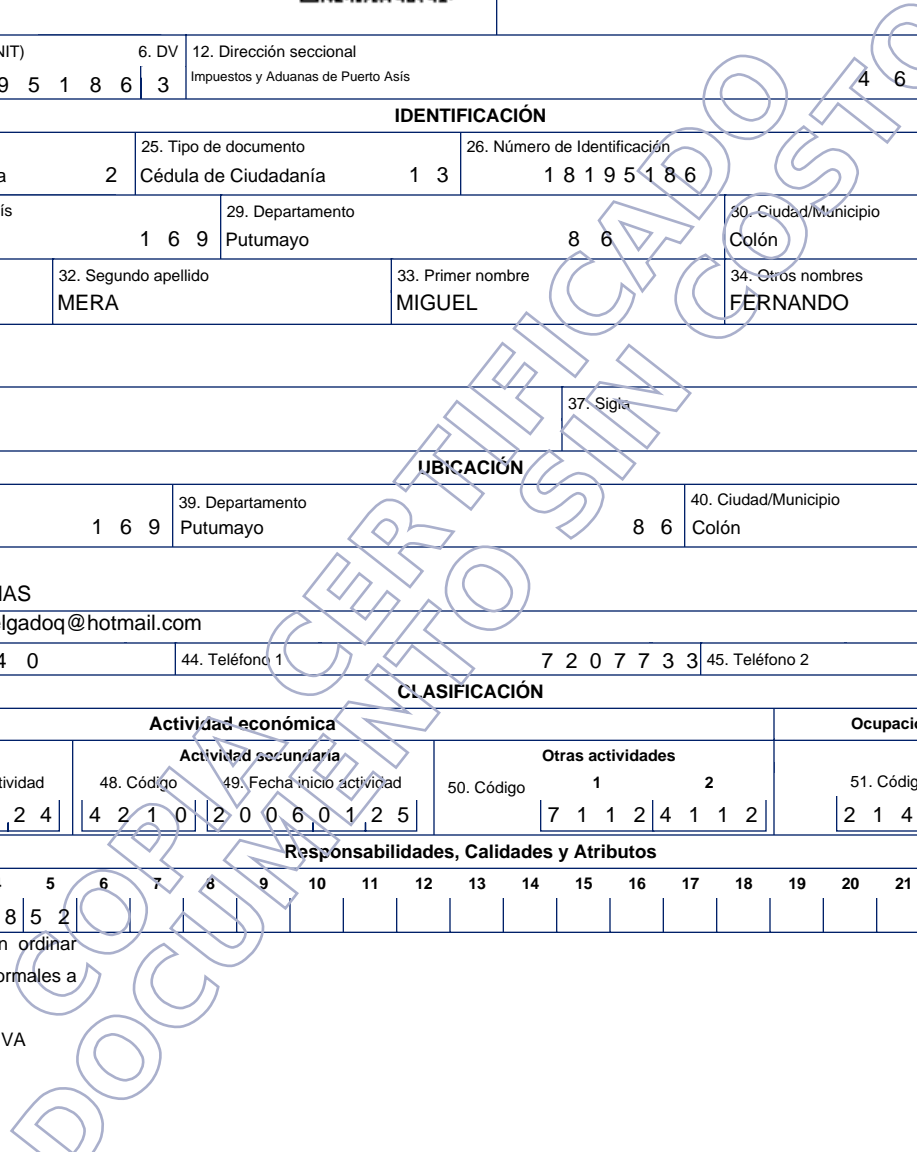 NIT) 6. DV 12. Dirección seccional
9 5 1 8 6 3 Impuestos y Aduanas de Puerto Asís 4 6
IDENTIFICACIÓN
25. Tipo de documento 26. Número de Identificación
a 2 Cédula de Ciudadanía 1 3 1 8 1 9 5 1 8 6
ís 29. Departamento 30. Ciudad/Municipio
1 6 9 Putumayo 8 6 Colón
32. Segundo apellido 33. Primer nombre 34. Otros nombres
MERA MIGUEL FERNANDO
37. Sigla
UBICACIÓN
39. Departamento 40. Ciudad/Municipio
1 6 9 Putumayo 8 6 Colón
IAS
elgadoq@hotmail.com
4 0 44. Teléfono 1 7 2 0 7 7 3 3 45. Teléfono 2
CLASIFICACIÓN
Actividad económica Ocupació
Actividad secundaria Otras actividades
tividad 48. Código 49. Fecha inicio actividad 50. Código 1 2 51. Códig
2 4 4 2 1 0 2 0 0 6 0 1 2 5 7 1 1 2 4 1 1 2 2 1 4
Responsabilidades, Calidades y Atributos
5 6 7 8 9 10 11 12 13 14 15 16 17 18 19 20 21
8 5 2
n ordinar
ormales a
VA
COPIA CERTIFICADO
DOCUMENTO SIN COSTO